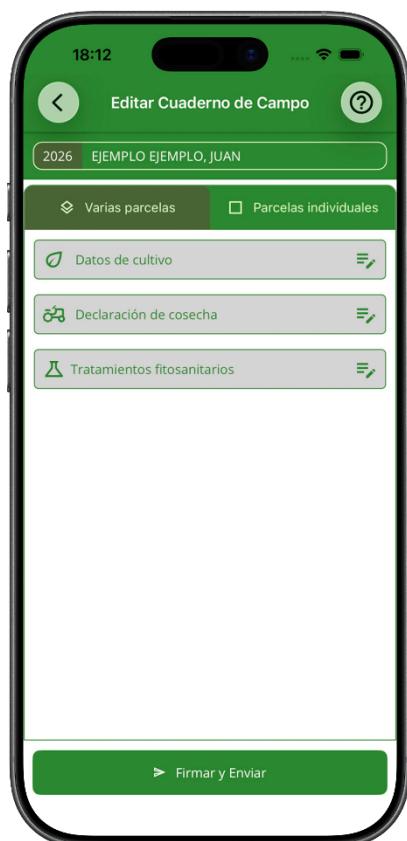 18:12
Editar Cuaderno de Campo
2026 EJEMPLO EJEMPLO, JUAN
Varias parcelas Parcelas individuales
Datos de cultivo
Declaración de cosecha
Tratamientos fitosanitarios
Firmar y Enviar